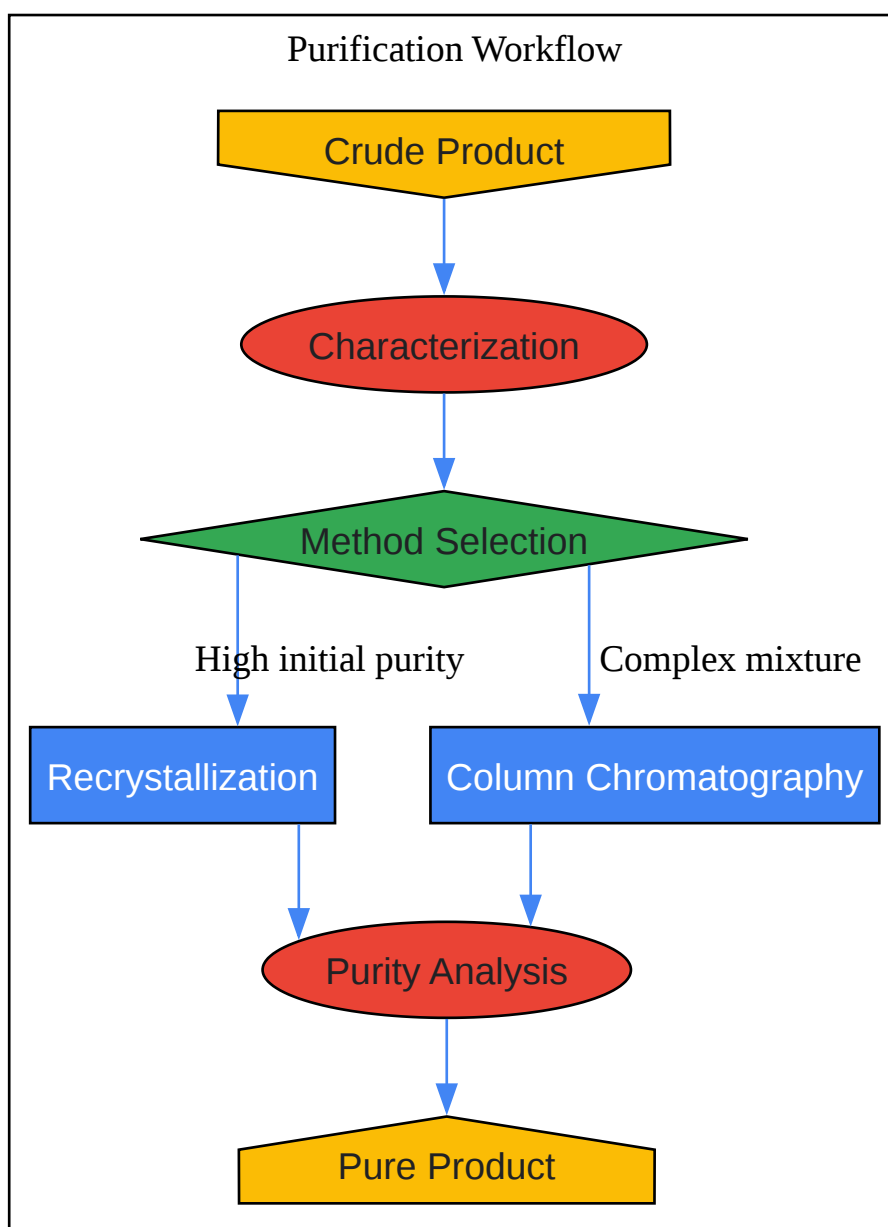 Purification Workflow
Crude Product
Characterization
Method Selection
High initial purity
Complex mixture
Recrystallization
Column Chromatography
Purity Analysis
Pure Product